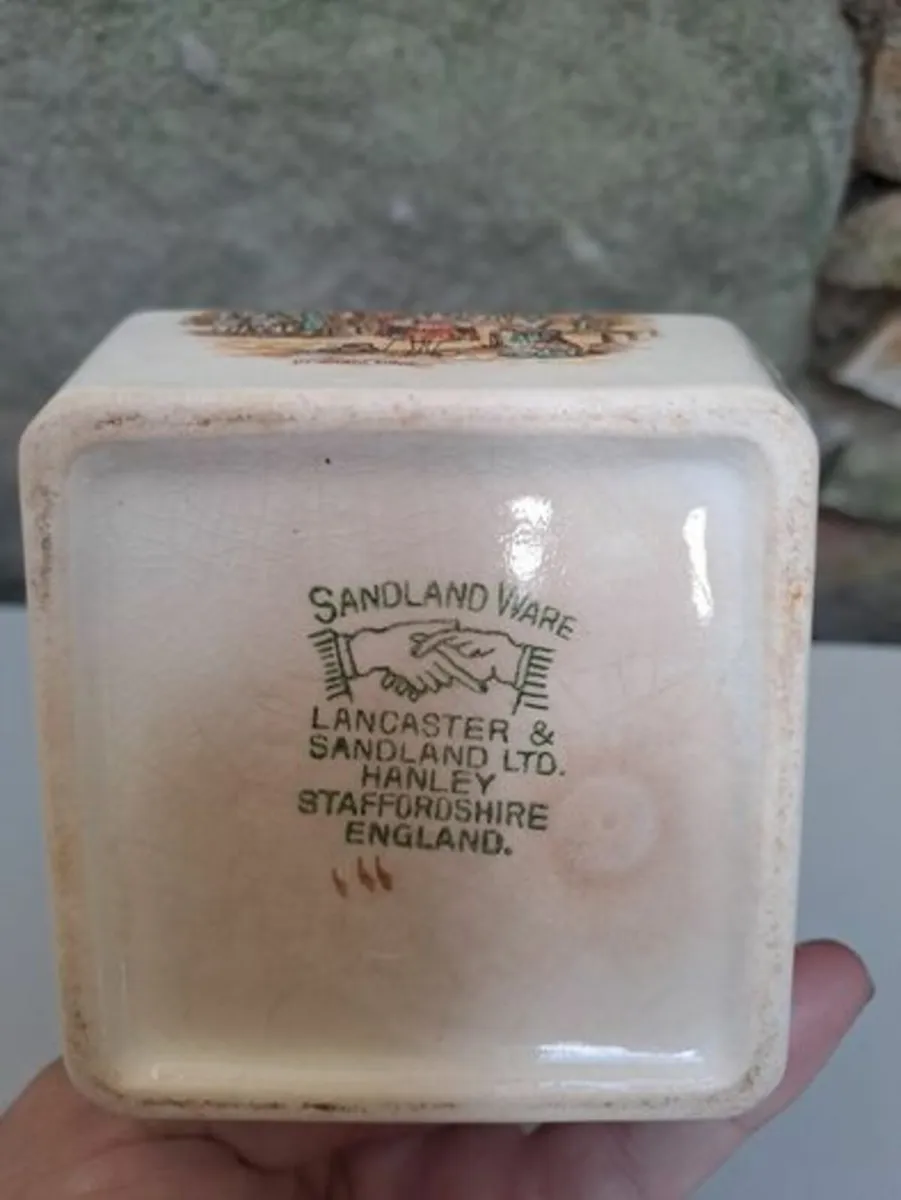 SANDLAND WARE
LANCASTER &
SANDLAND LTD.
HANLEY
STAFFORDSHIRE
ENGLAND.